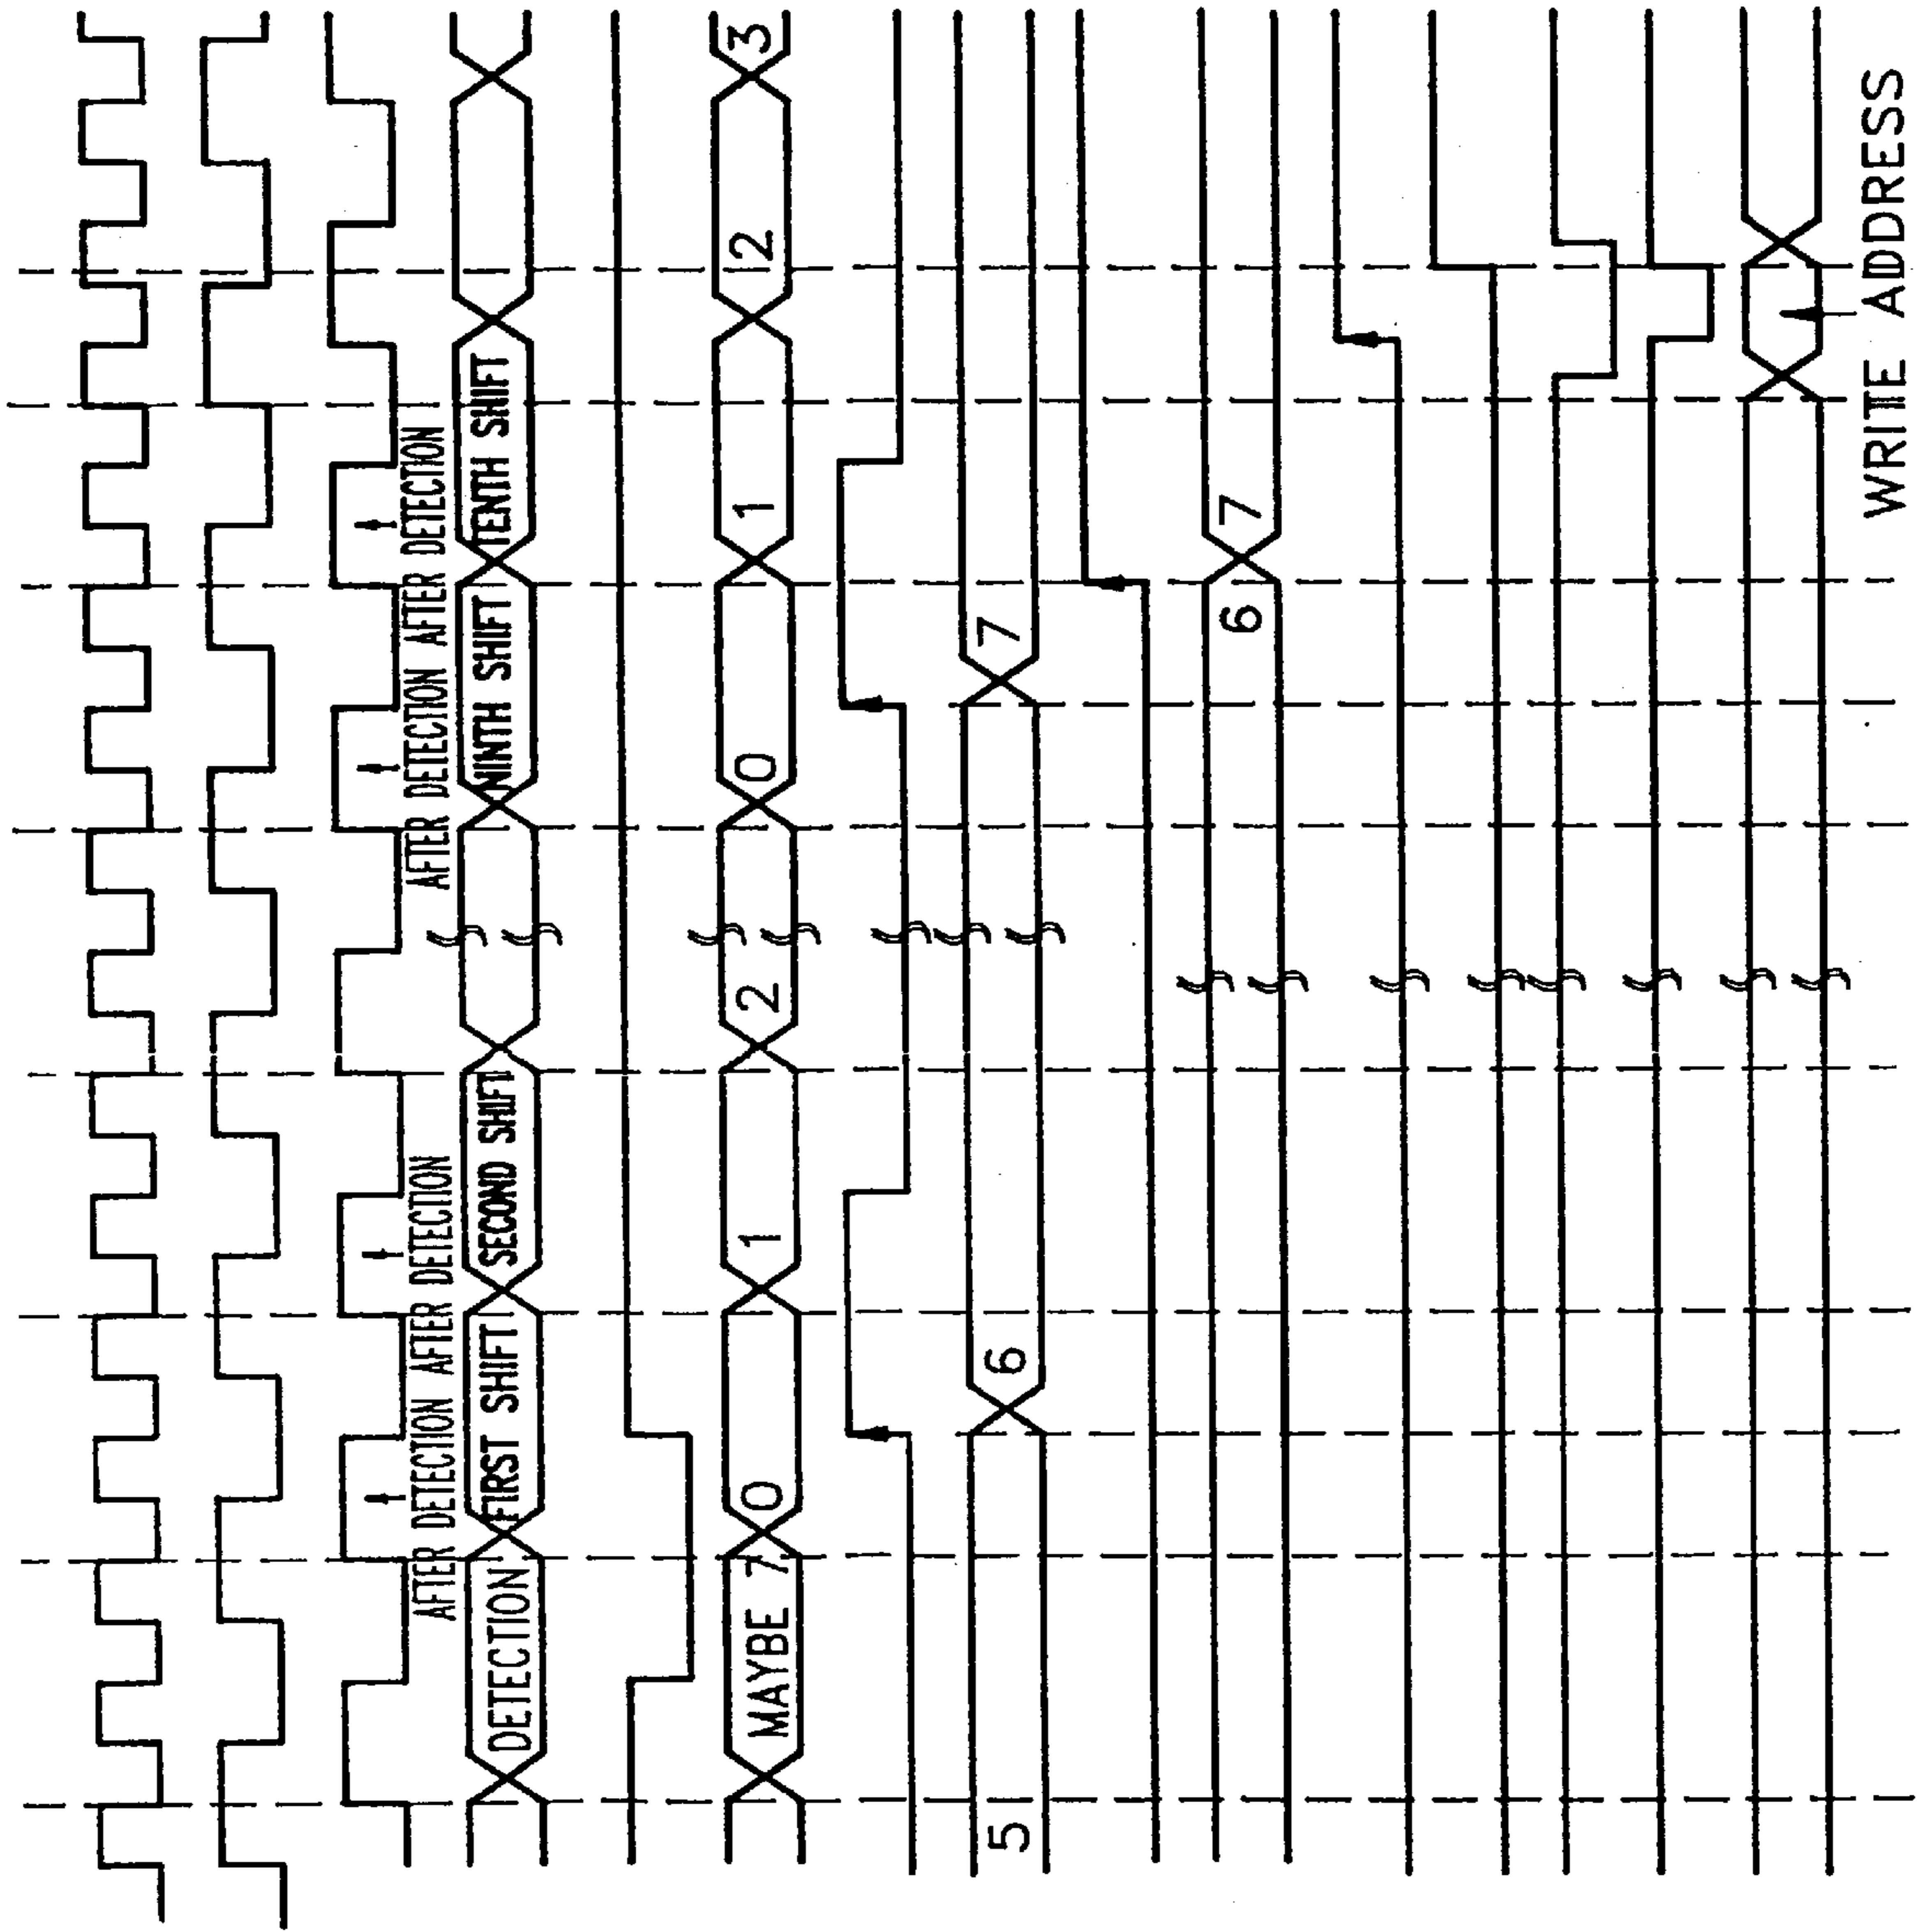 AFTER DETECTION AFTER DETECTION
AFTER DETECTION AFTER DETECTION
DETECTION FIRST SHIFT SECOND SHIFT NINTH SHIFT TENTH SHIFT
MAYBE 7 0 1 2 0 1 2 3
5 6 7
6 7
WRITE ADDRESS